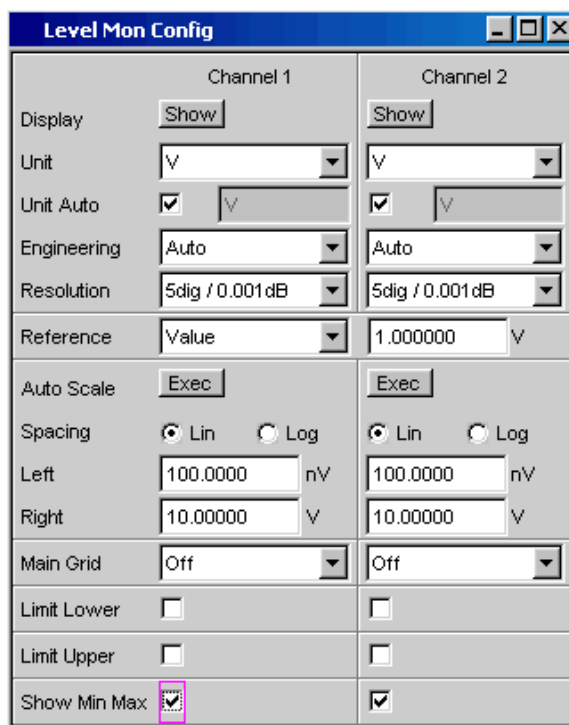 Level Mon Config
Channel 1 Channel 2
Display Show Show
Unit V V
Unit Auto V V
Engineering Auto Auto
Resolution 5dig / 0.001dB 5dig / 0.001dB
Reference Value 1.000000 V
Auto Scale Exec Exec
Spacing Lin Log Lin Log
Left 100.0000 nV 100.0000 nV
Right 10.00000 V 10.00000 V
Main Grid Off Off
Limit Lower
Limit Upper
Show Min Max